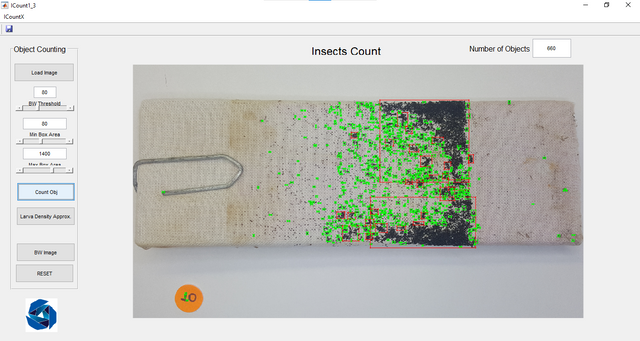 ICount1_3
ICountX
Object Counting
Load Image
80
BW Threshold
80
Min Box Area
1400
Max Box Area
Count Obj
Larva Density Approx.
BW Image
RESET
Insects Count
Number of Objects
660